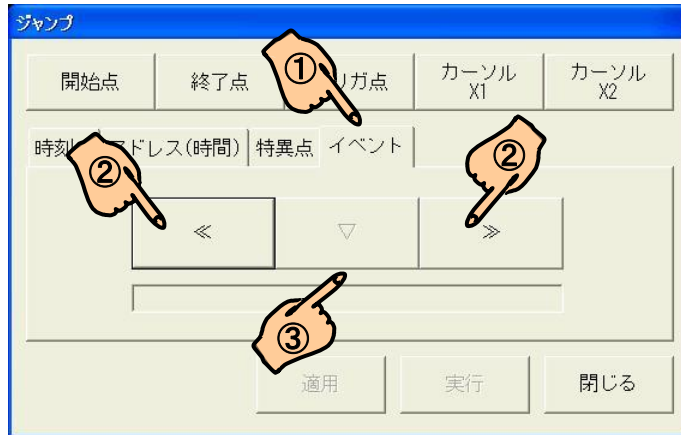 ジャンプ
開始点
終了点
①
リガ点
カーソル
X1
カーソル
X2
時刻
ドレス(時間)
特異点
イベント
②
②
≪
▽
≫
③
適用
実行
閉じる